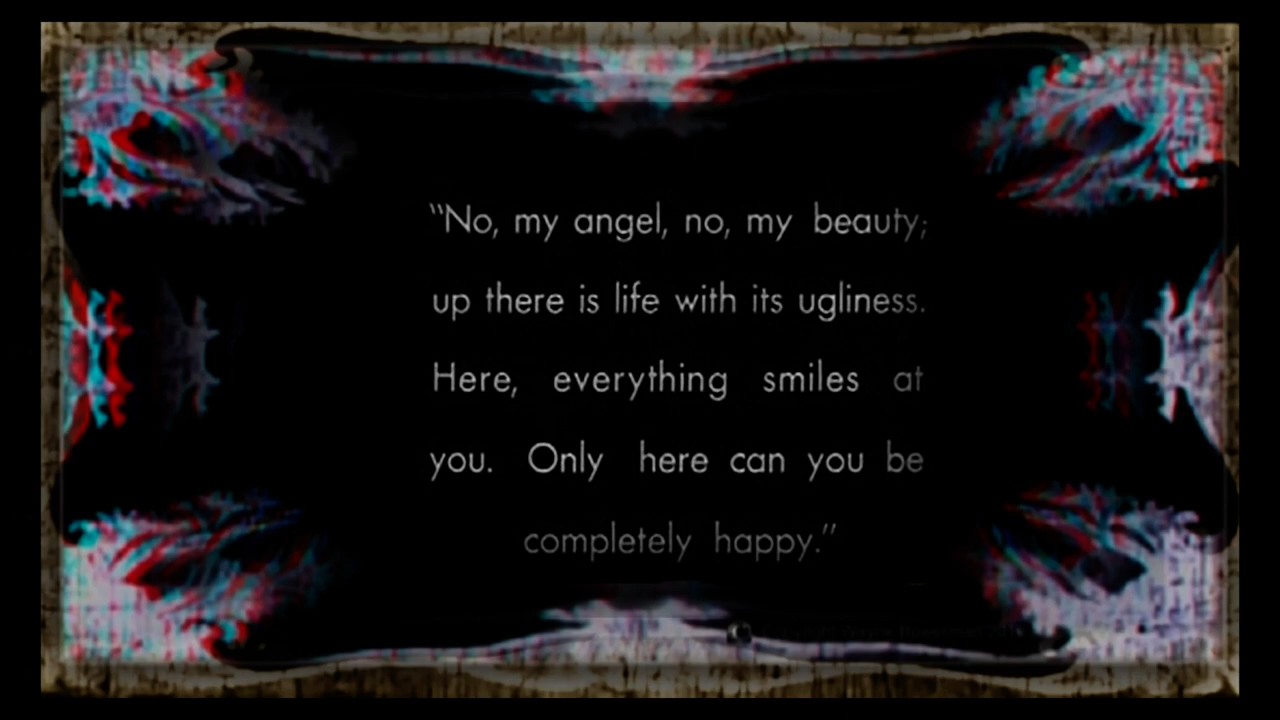 “No, my angel, no, my beauty;
up there is life with its ugliness.
Here, everything smiles at
you. Only here can you be
completely happy.”